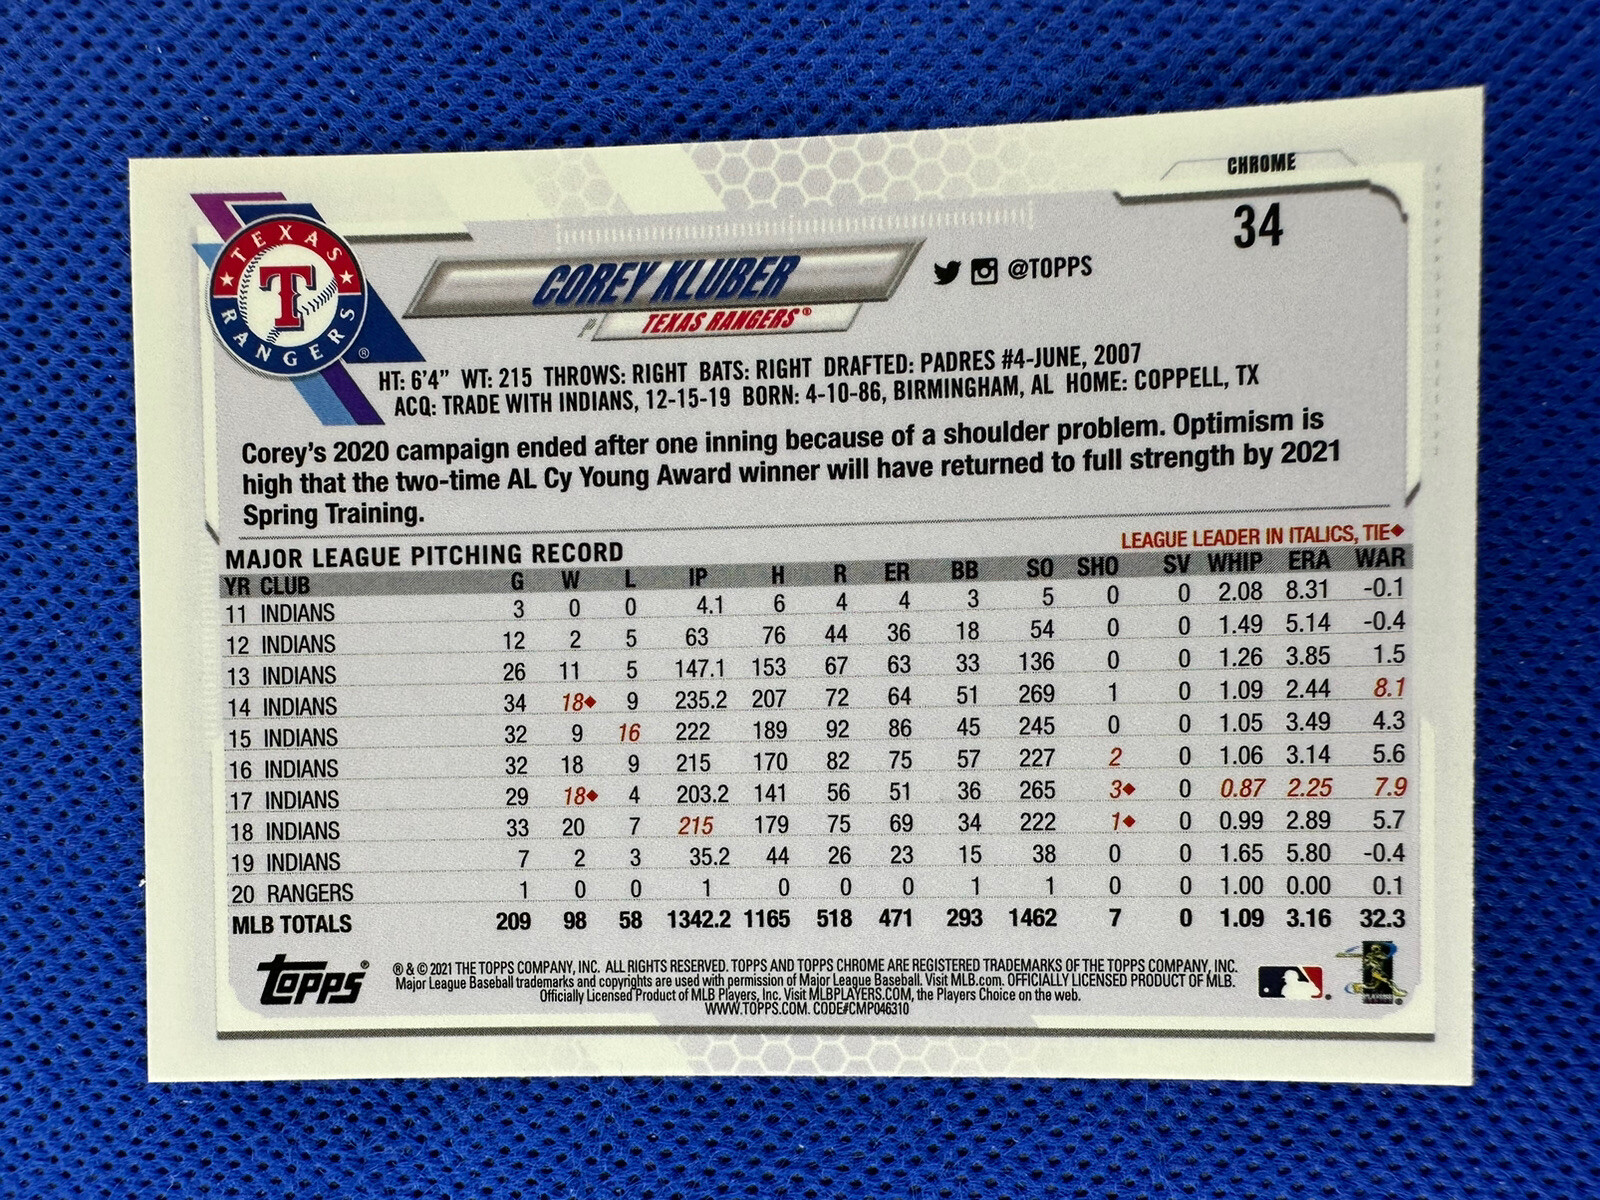 CHROME
34
TEXAS
T
RANGERS
®
COREY KLUBER
@TOPPS
P TEXAS RANGERS®
HT: 6'4" WT: 215 THROWS: RIGHT BATS: RIGHT DRAFTED: PADRES #4-JUNE, 2007
ACQ: TRADE WITH INDIANS, 12-15-19 BORN: 4-10-86, BIRMINGHAM, AL HOME: COPPELL, TX
Corey's 2020 campaign ended after one inning because of a shoulder problem. Optimism is
high that the two-time AL Cy Young Award winner will have returned to full strength by 2021
Spring Training.
LEAGUE LEADER IN ITALICS, TIE◆
MAJOR LEAGUE PITCHING RECORD
YR CLUB G W L IP H R ER BB SO SHO SV WHIP ERA WAR
11 INDIANS 3 0 0 4.1 6 4 4 3 5 0 0 2.08 8.31 -0.1
12 INDIANS 12 2 5 63 76 44 36 18 54 0 0 1.49 5.14 -0.4
13 INDIANS 26 11 5 147.1 153 67 63 33 136 0 0 1.26 3.85 1.5
14 INDIANS 34 18◆ 9 235.2 207 72 64 51 269 1 0 1.09 2.44 8.1
15 INDIANS 32 9 16 222 189 92 86 45 245 0 0 1.05 3.49 4.3
16 INDIANS 32 18 9 215 170 82 75 57 227 2 0 1.06 3.14 5.6
17 INDIANS 29 18◆ 4 203.2 141 56 51 36 265 3◆ 0 0.87 2.25 7.9
18 INDIANS 33 20 7 215 179 75 69 34 222 1◆ 0 0.99 2.89 5.7
19 INDIANS 7 2 3 35.2 44 26 23 15 38 0 0 1.65 5.80 -0.4
20 RANGERS 1 0 0 1 0 0 0 1 1 0 0 1.00 0.00 0.1
MLB TOTALS 209 98 58 1342.2 1165 518 471 293 1462 7 0 1.09 3.16 32.3
topps®
® & © 2021 THE TOPPS COMPANY, INC. ALL RIGHTS RESERVED. TOPPS AND TOPPS CHROME ARE REGISTERED TRADEMARKS OF THE TOPPS COMPANY, INC.
Major League Baseball trademarks and copyrights are used with permission of Major League Baseball. Visit MLB.com. OFFICIALLY LICENSED PRODUCT OF MLB.
Officially Licensed Product of MLB Players, Inc. Visit MLBPLAYERS.COM, the Players Choice on the web.
WWW.TOPPS.COM. CODE#CMP046310